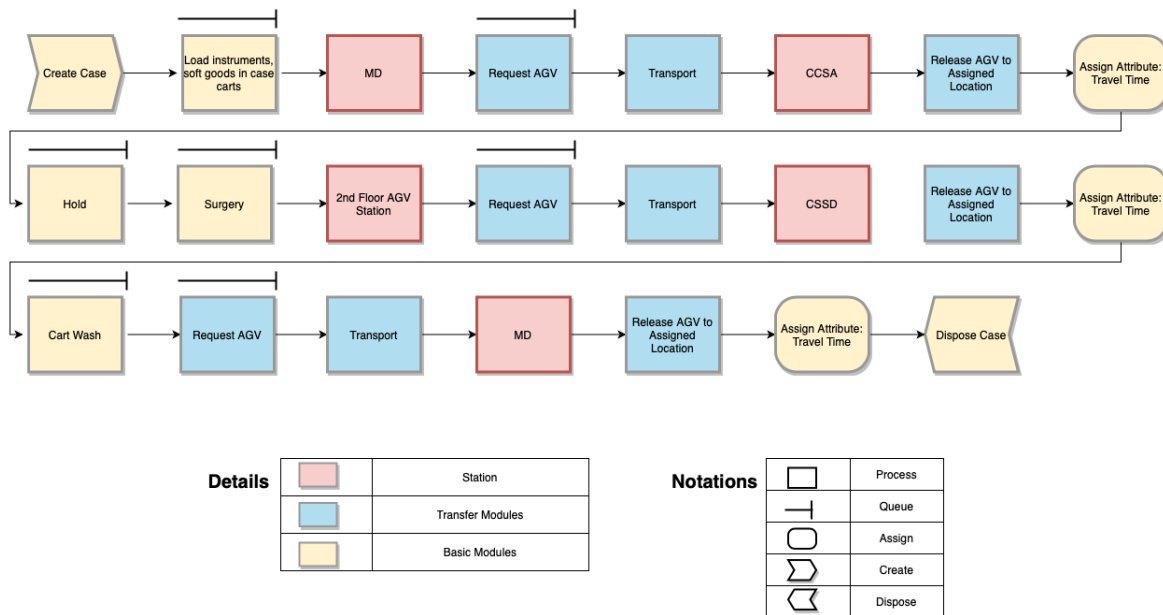 Create Case
Load instruments,
soft goods in case
carts
MD
Request AGV
Transport
CCSA
Release AGV to
Assigned
Location
Assign Attribute:
Travel Time
Hold
Surgery
2nd Floor AGV
Station
Request AGV
Transport
CSSD
Release AGV to
Assigned
Location
Assign Attribute:
Travel Time
Cart Wash
Request AGV
Transport
MD
Release AGV to
Assigned
Location
Assign Attribute:
Travel Time
Dispose Case
Details
Station
Transfer Modules
Basic Modules
Notations
Process
Queue
Assign
Create
Dispose